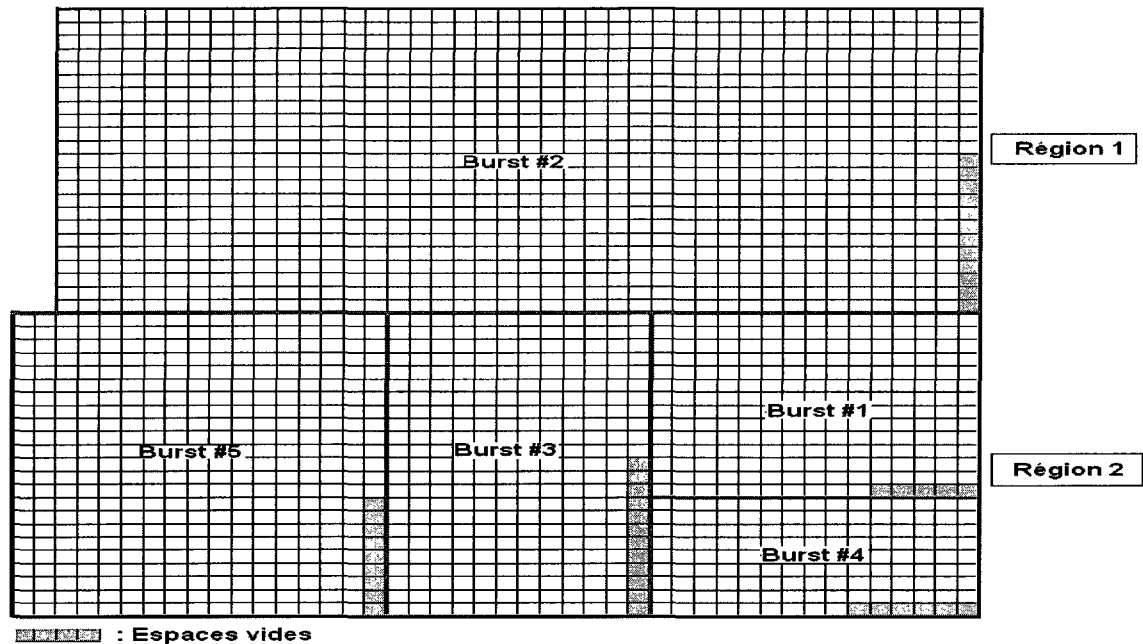 Burst #2
Région 1
Burst #1
Burst #5
Burst #3
Région 2
Burst #4
: Espaces vides